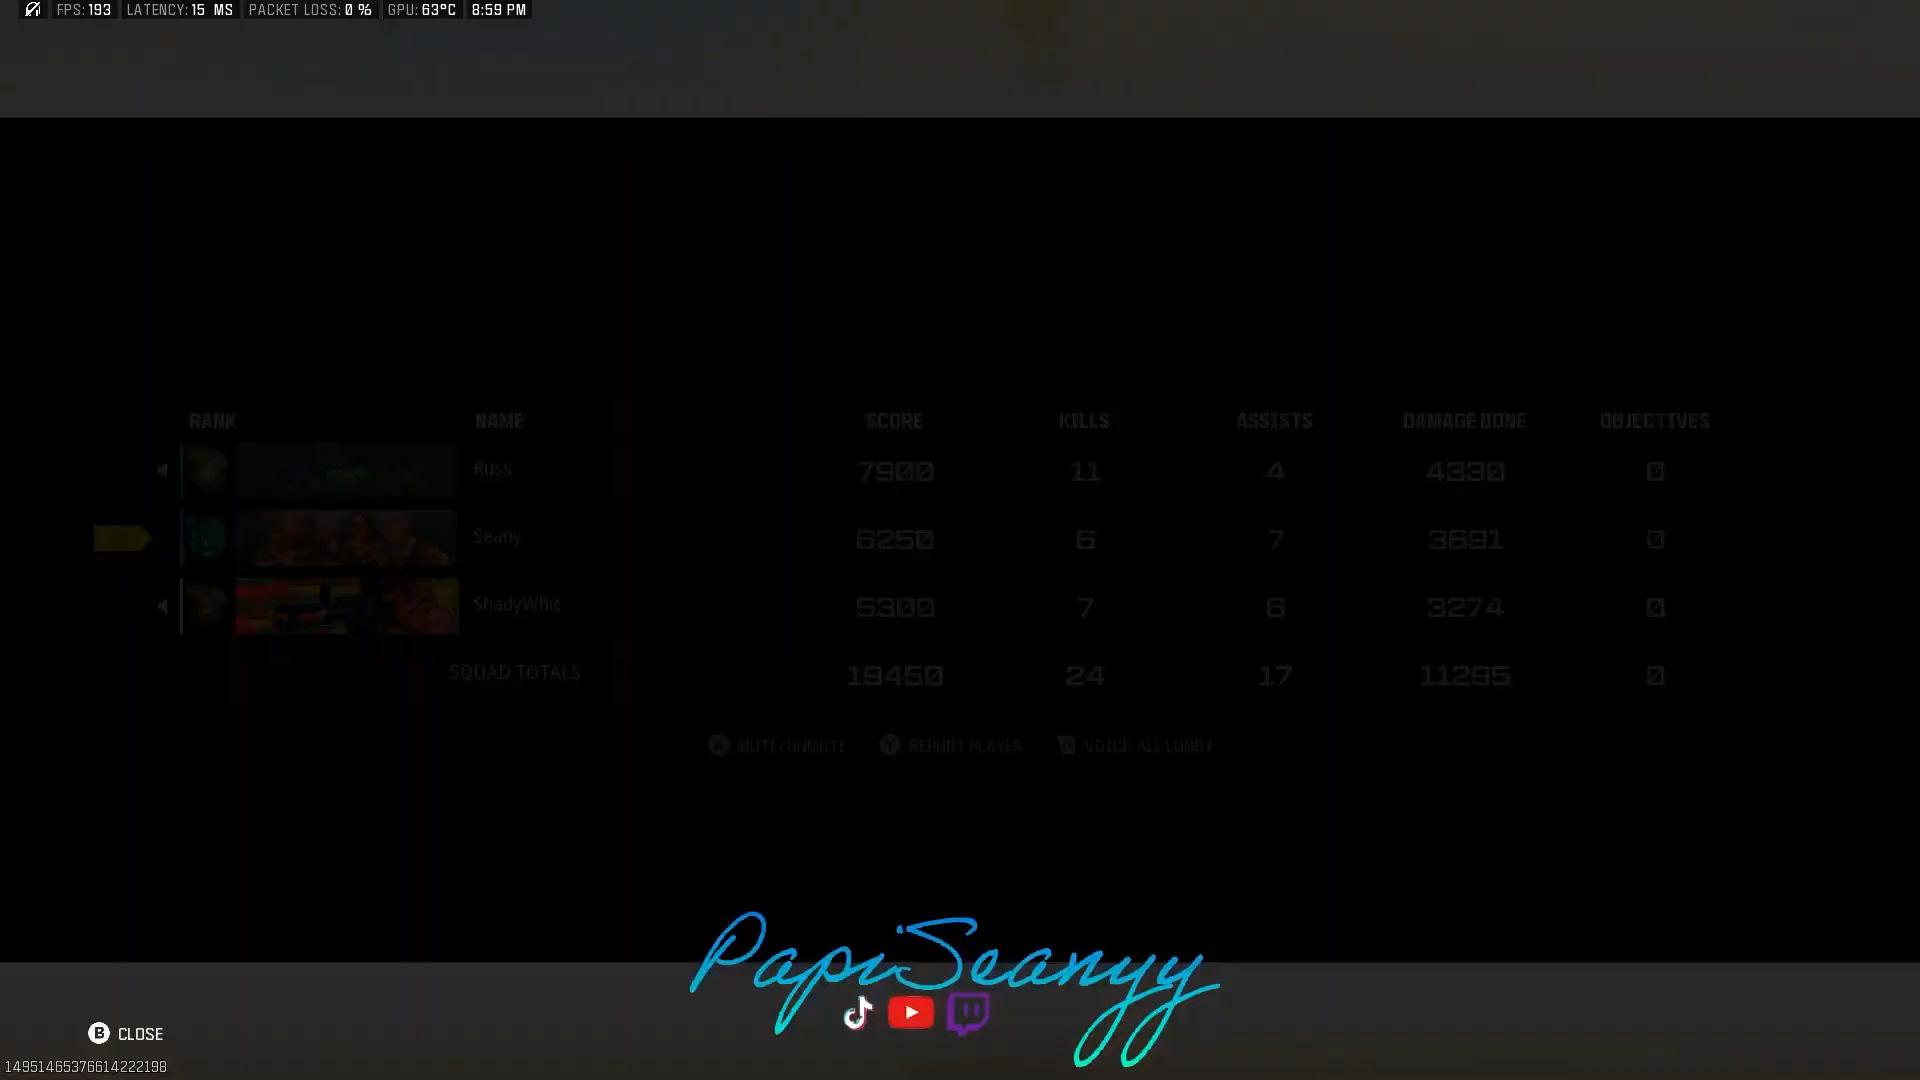 FPS: 193 LATENCY: 15 MS PACKET LOSS: 0 % GPU: 63°C 8:59 PM
RANK NAME SCORE KILLS ASSISTS DAMAGE DONE OBJECTIVES
Russ 7900 11 4 4330 0
Seany 6250 6 7 3691 0
ShadyWhit 5300 7 6 3274 0
SQUAD TOTALS 19450 24 17 11295 0
A MUTE/UNMUTE Y REPORT PLAYER VOICE: ALL LOBBY
PapiSeanyy
B CLOSE
14951465376614222198